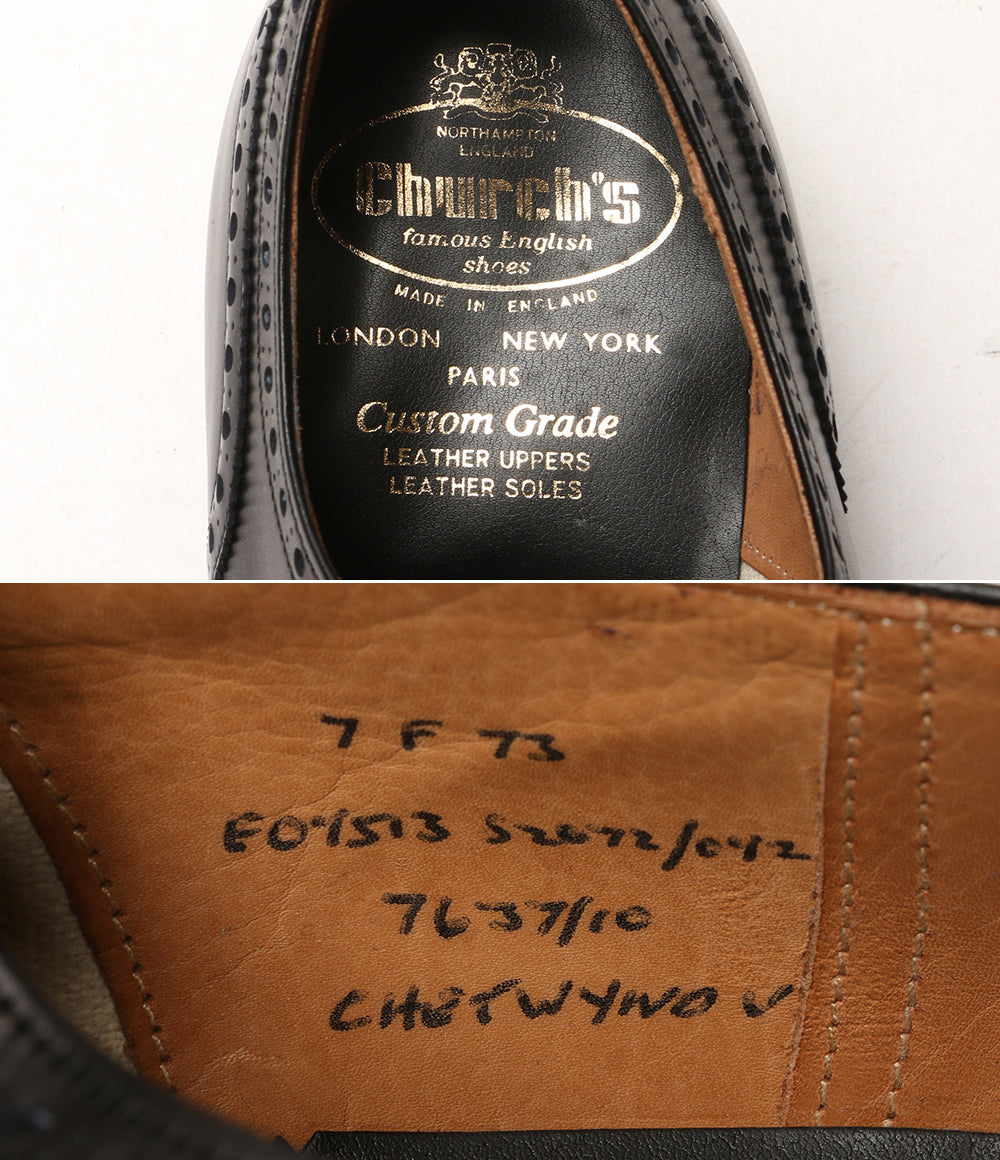 NORTHAMPTON
ENGLAND
Church's
famous English
shoes
MADE IN ENGLAND
LONDON NEW YORK
PARIS
Custom Grade
LEATHER UPPERS
LEATHER SOLES
7 F 73
7637/10
CHETWYND V